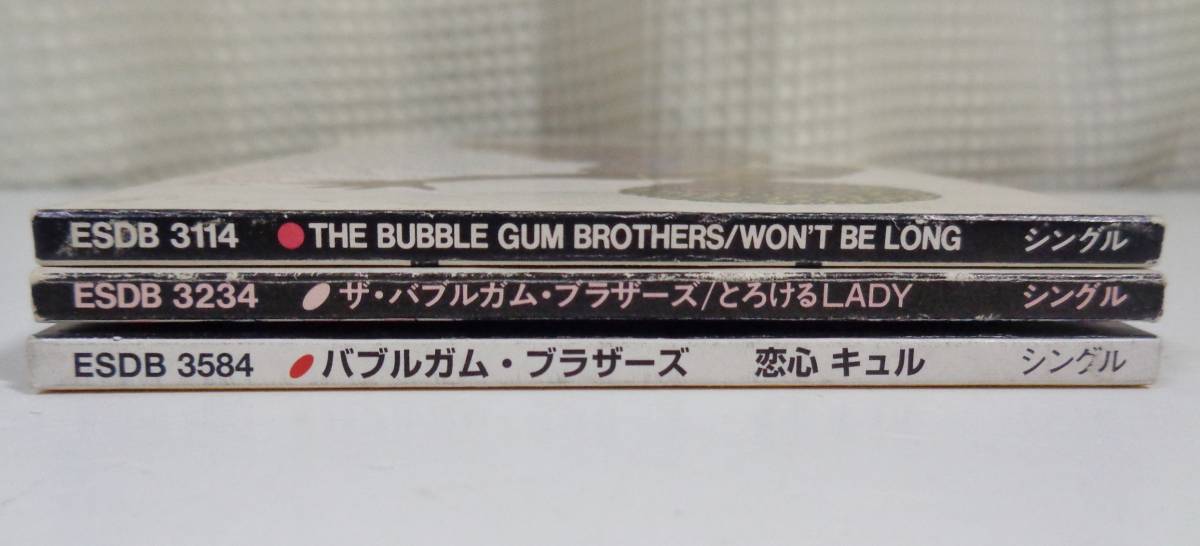 ESDB 3114 ●THE BUBBLE GUM BROTHERS/WON'T BE LONG シングル
ESDB 3234 ザ・バブルガム・ブラザーズ/とろけるLADY シングル
ESDB 3584 バブルガム・ブラザーズ 恋心 キュル シングル